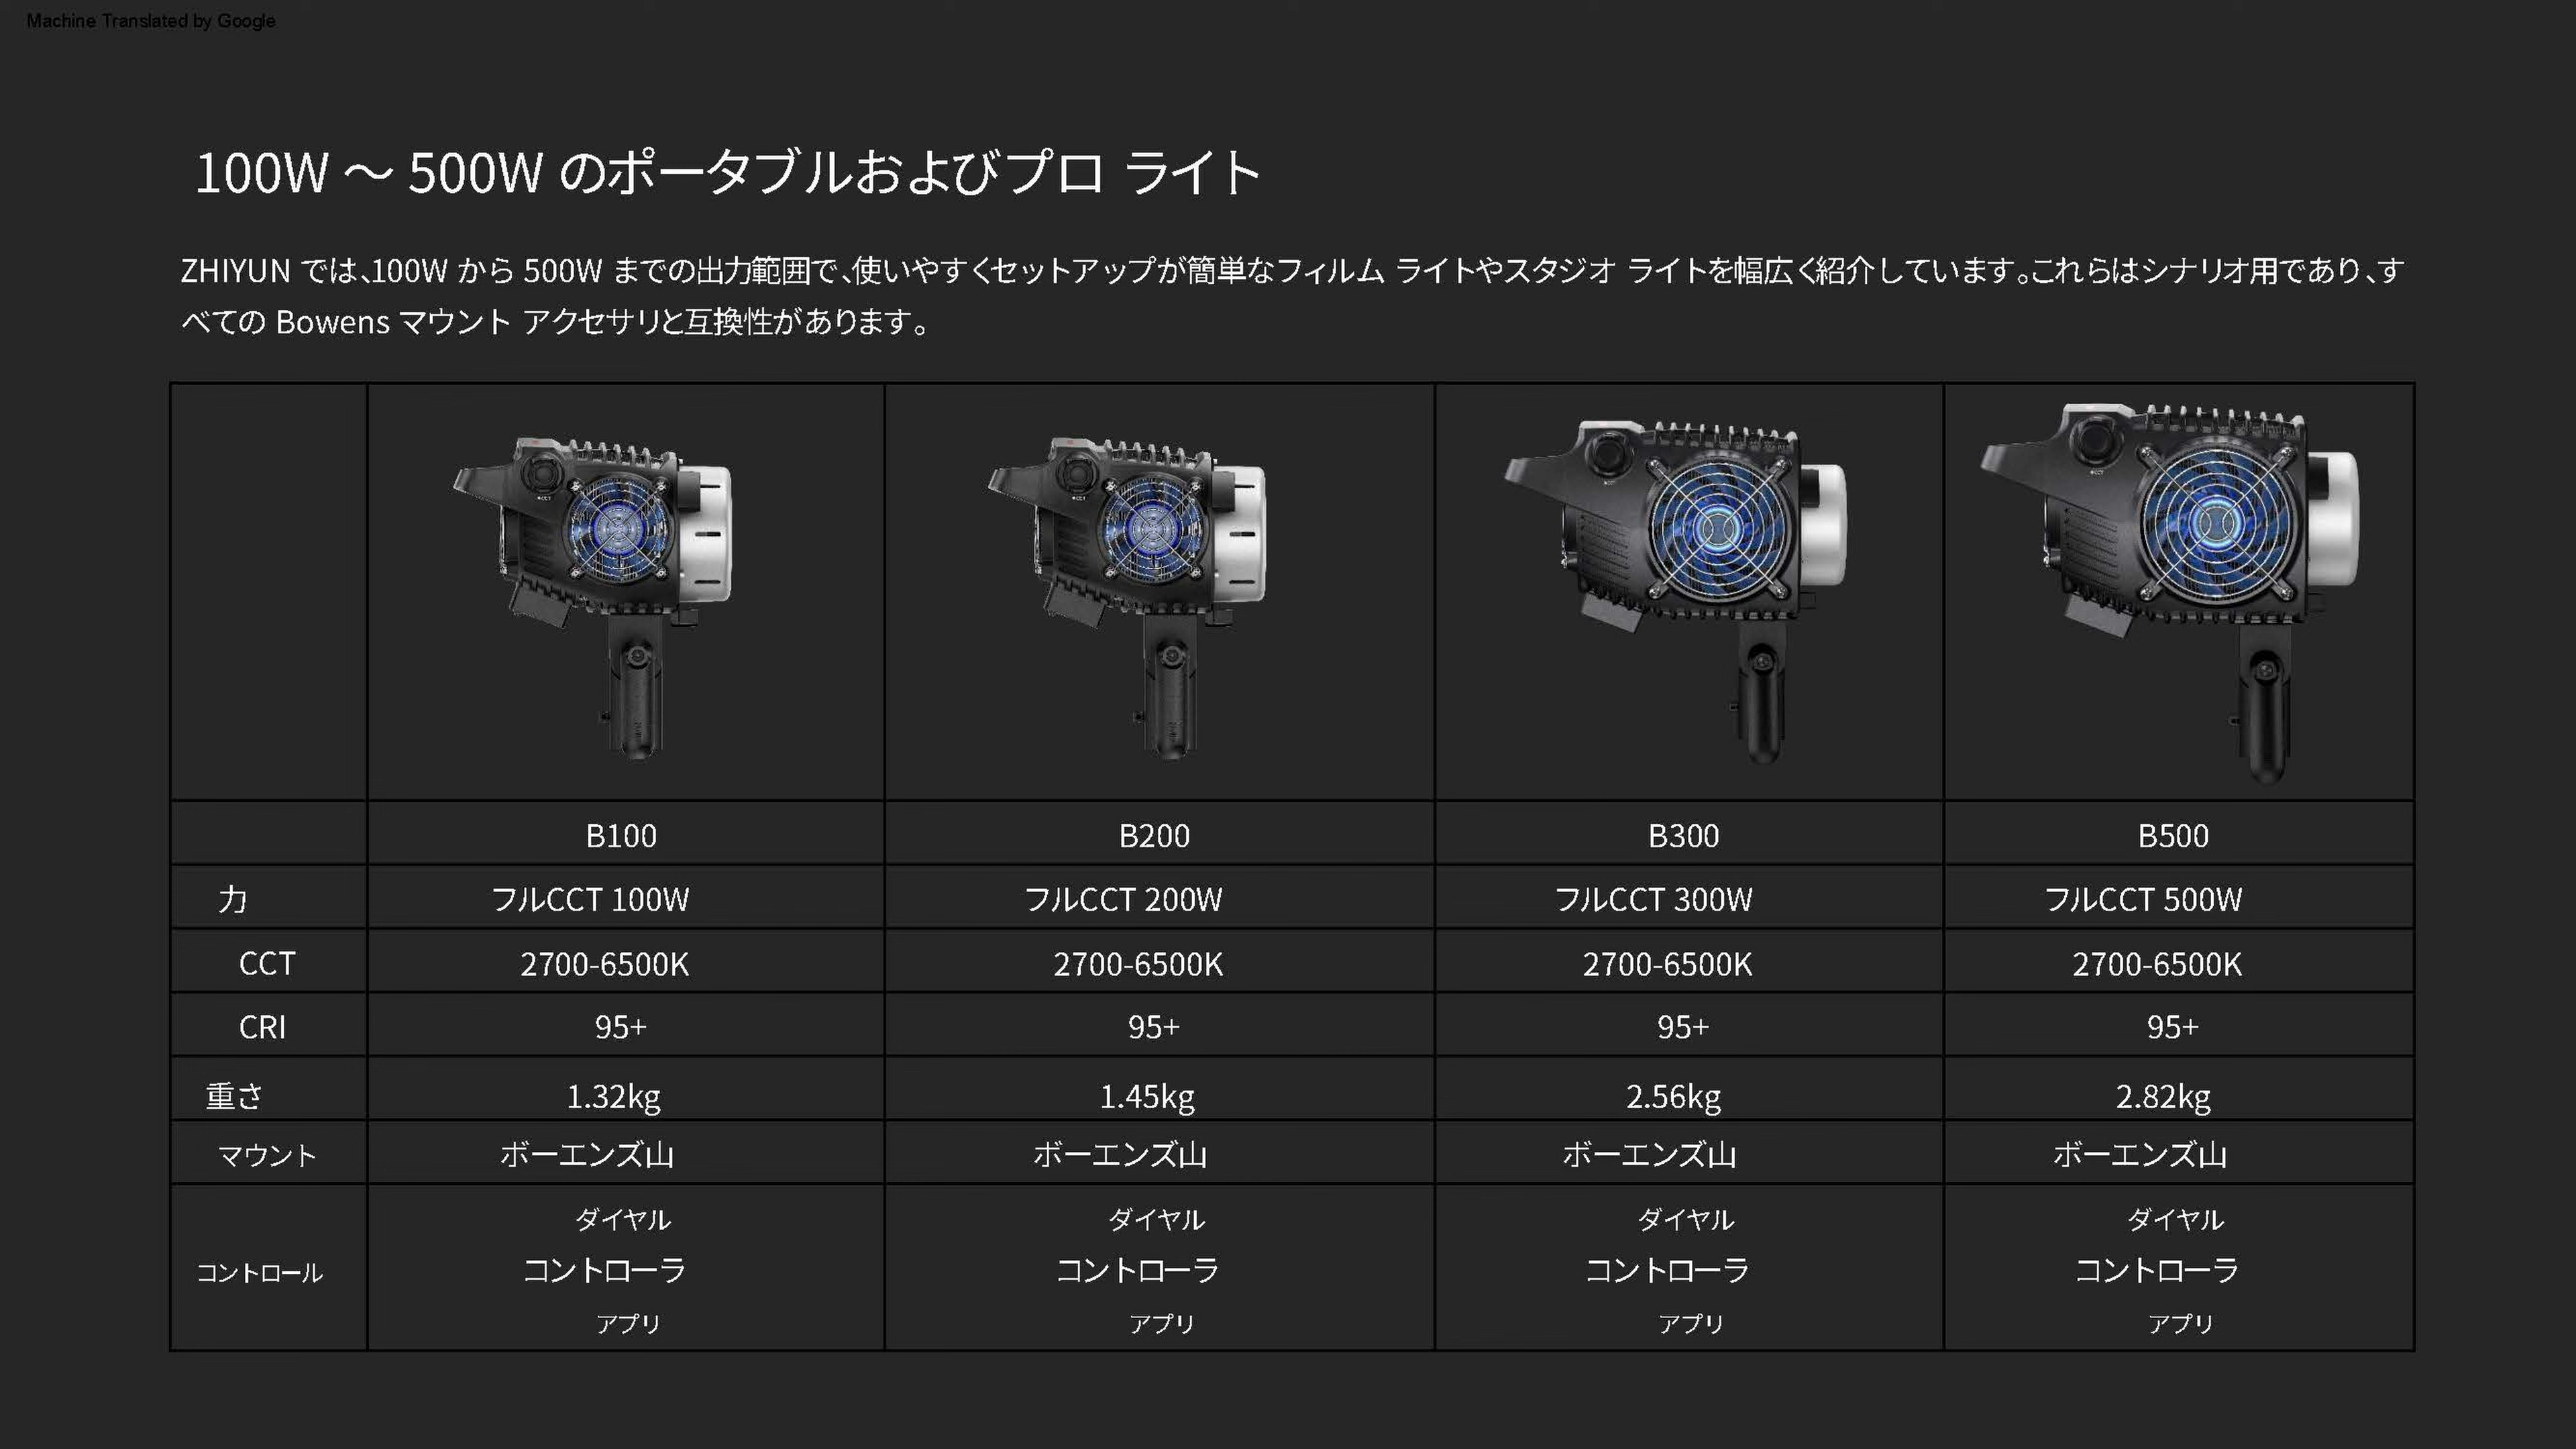 Machine Translated by Google
100W ～ 500W のポータブルおよびプロ ライト
ZHIYUN では、100W から 500W までの出力範囲で、使いやすくセットアップが簡単なフィルム ライトやスタジオ ライトを幅広く紹介しています。これらはシナリオ用であり、す
べての Bowens マウント アクセサリと互換性があります。
B100 B200 B300 B500
力 フルCCT 100W フルCCT 200W フルCCT 300W フルCCT 500W
CCT 2700-6500K 2700-6500K 2700-6500K 2700-6500K
CRI 95+ 95+ 95+ 95+
重さ 1.32kg 1.45kg 2.56kg 2.82kg
マウント ボーエンズ山 ボーエンズ山 ボーエンズ山 ボーエンズ山
ダイヤル ダイヤル ダイヤル ダイヤル
コントロール コントローラ コントローラ コントローラ コントローラ
アプリ アプリ アプリ アプリ